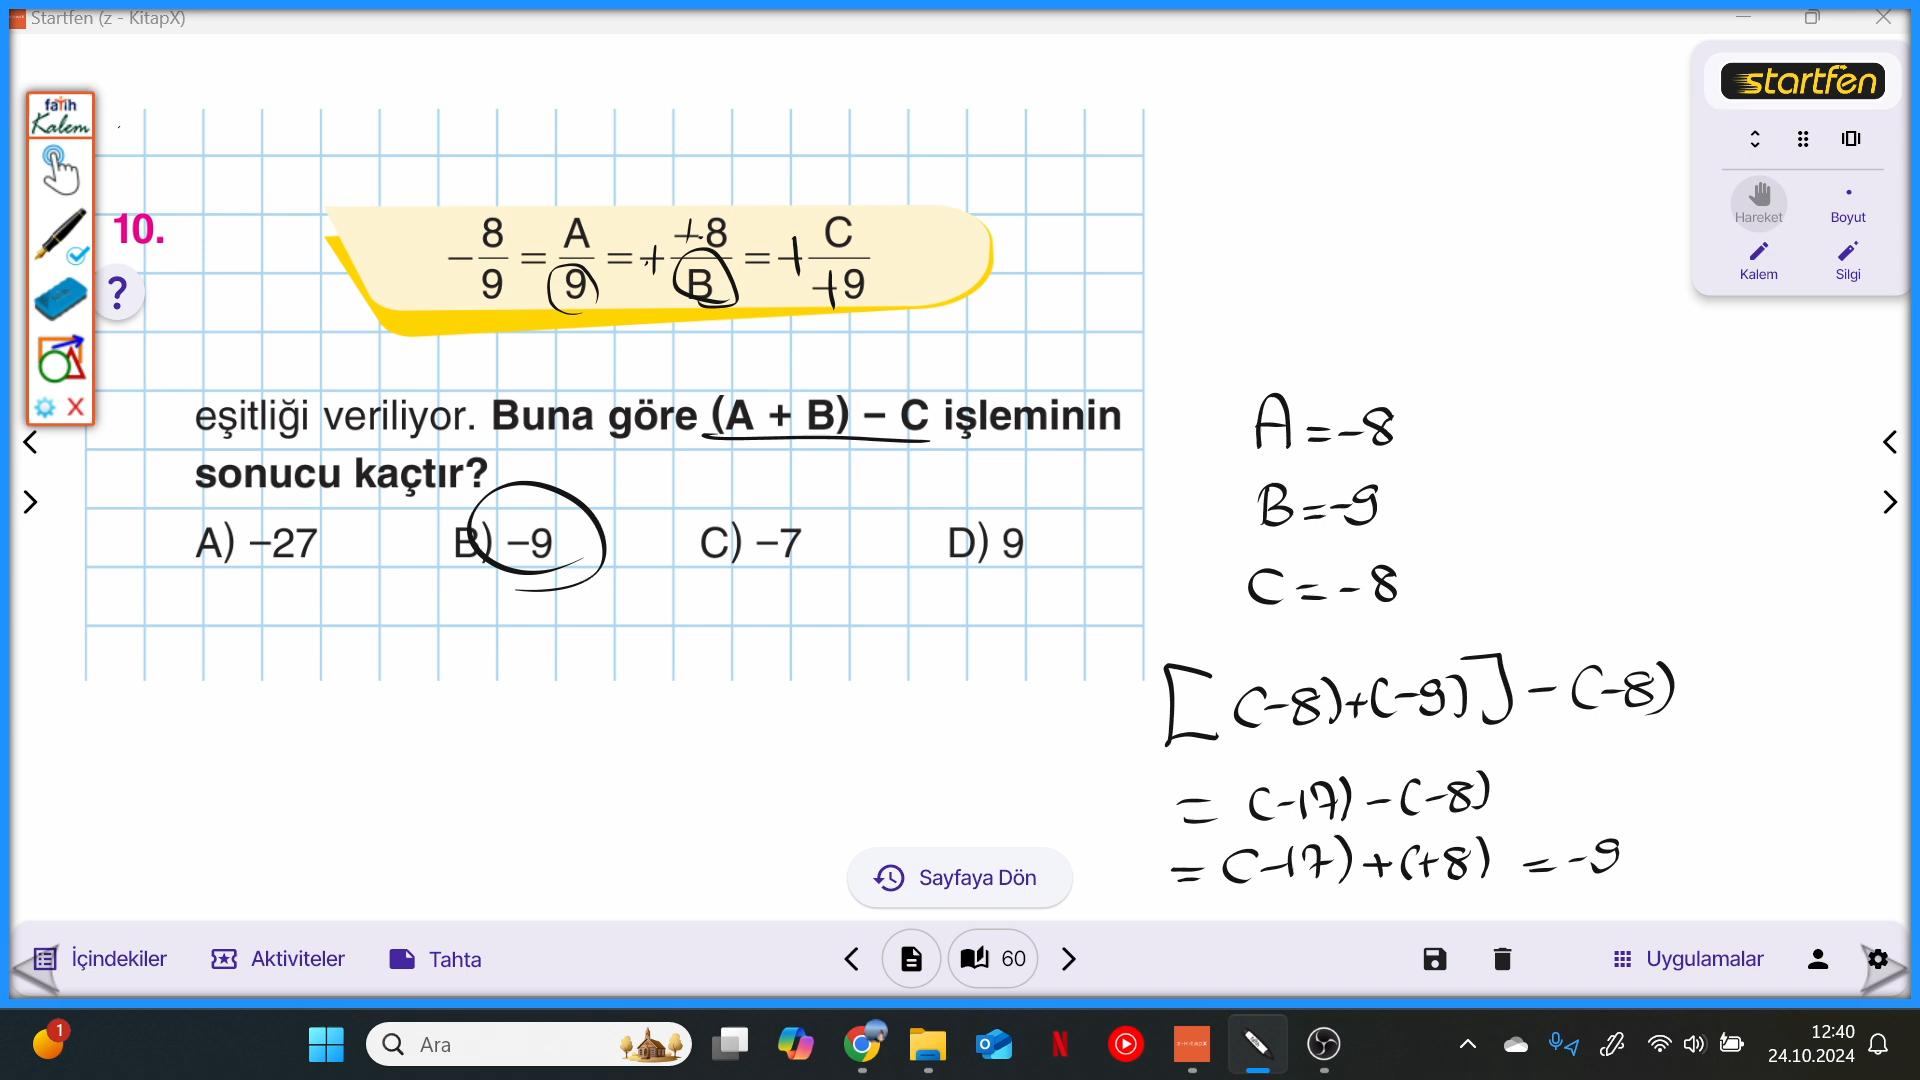 Startfen (z - KitapX)
fatih
Kalem
startfen
Hareket
Boyut
Kalem
Silgi
10.
?
- 8/9 = A/9 = + +8/B = + C/+9
eşitliği veriliyor. Buna göre (A + B) – C işleminin
sonucu kaçtır?
A) –27 B) –9 C) –7 D) 9
A = -8
B = -9
C = -8
[(-8)+(-9)] - (-8)
= (-17) - (-8)
= (-17) + (+8) = -9
Sayfaya Dön
İçindekiler
Aktiviteler
Tahta
60
Uygulamalar
1
Ara
z-KitapX
12:40
24.10.2024